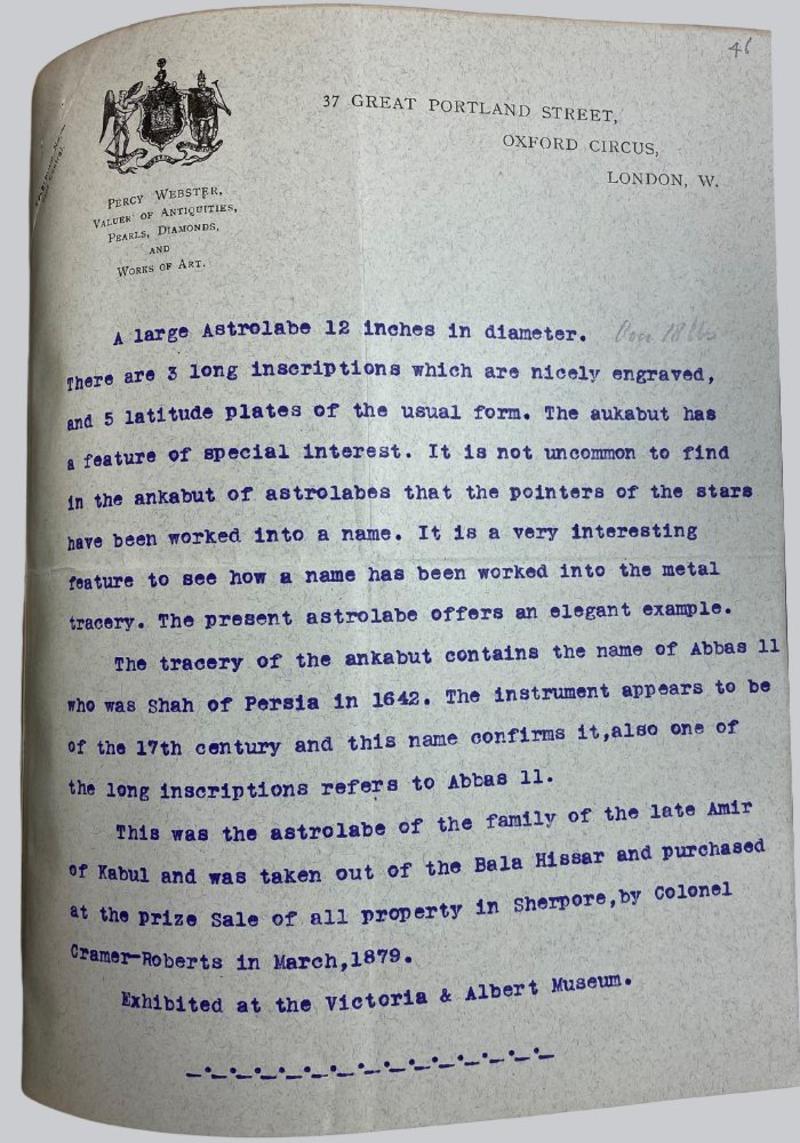 46
37 GREAT PORTLAND STREET,
OXFORD CIRCUS,
LONDON, W.
PERCY WEBSTER,
VALUER OF ANTIQUITIES,
PEARLS, DIAMONDS,
AND
WORKS OF ART.
A large Astrolabe 12 inches in diameter. 18 lbs
There are 3 long inscriptions which are nicely engraved,
and 5 latitude plates of the usual form. The aukabut has
a feature of special interest. It is not uncommon to find
in the ankabut of astrolabes that the pointers of the stars
have been worked into a name. It is a very interesting
feature to see how a name has been worked into the metal
tracery. The present astrolabe offers an elegant example.
The tracery of the ankabut contains the name of Abbas 11
who was Shah of Persia in 1642. The instrument appears to be
of the 17th century and this name confirms it,also one of
the long inscriptions refers to Abbas 11.
This was the astrolabe of the family of the late Amir
of Kabul and was taken out of the Bala Hissar and purchased
at the prize Sale of all property in Sherpore,by Colonel
Cramer-Roberts in March,1879.
Exhibited at the Victoria & Albert Museum.